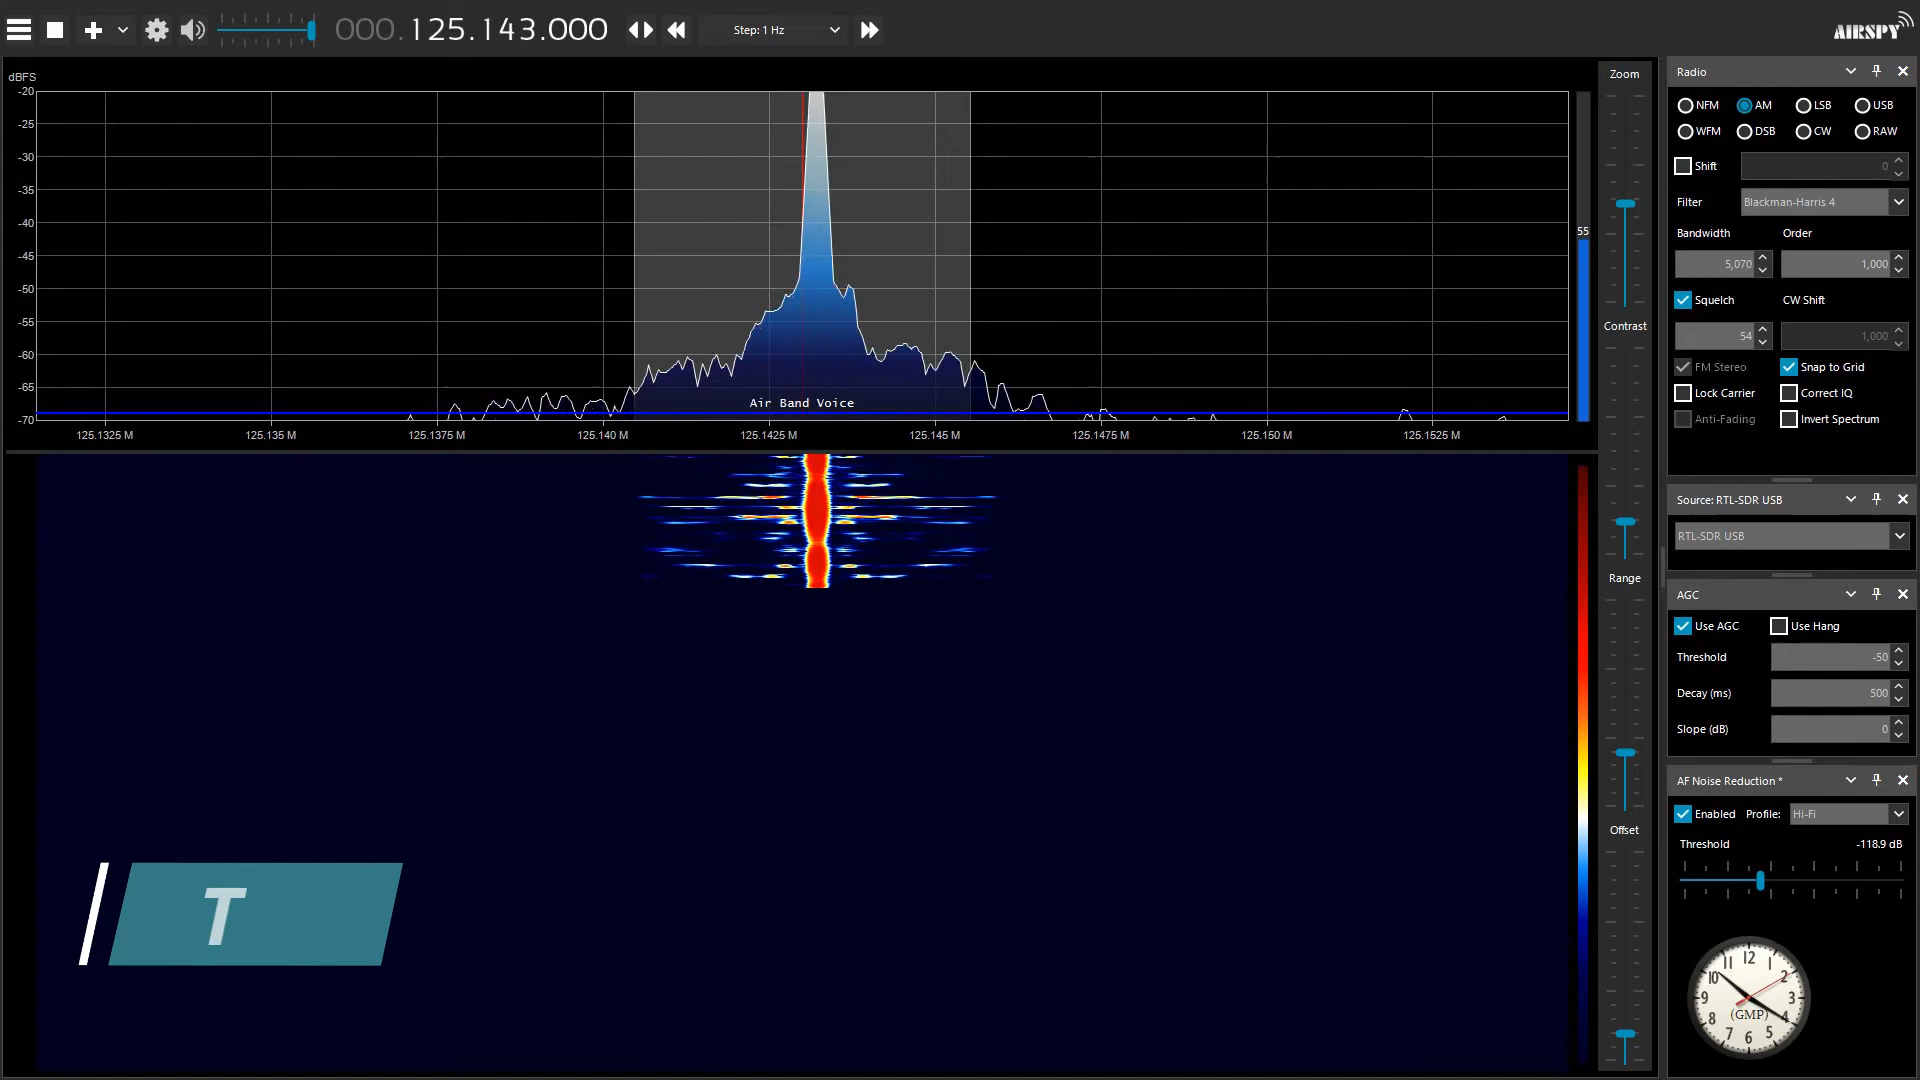 000.125.143.000
Step: 1 Hz
AIRSPY
dBFS
-20
-25
-30
-35
-40
-45
-50
-55
-60
-65
-70
Air Band Voice
125.1325 M 125.135 M 125.1375 M 125.140 M 125.1425 M 125.145 M 125.1475 M 125.150 M 125.1525 M
55
Zoom
Contrast
Range
Offset
Radio
NFM AM LSB USB
WFM DSB CW RAW
Shift 0
Filter Blackman-Harris 4
Bandwidth Order
5,070 1,000
Squelch CW Shift
54 1,000
FM Stereo Snap to Grid
Lock Carrier Correct IQ
Anti-Fading Invert Spectrum
Source: RTL-SDR USB
RTL-SDR USB
AGC
Use AGC Use Hang
Threshold -50
Decay (ms) 500
Slope (dB) 0
AF Noise Reduction *
Enabled Profile: Hi-Fi
Threshold -118.9 dB
T
12
11 1
10 2
9 3
(GMP)
8 4
7 5
6